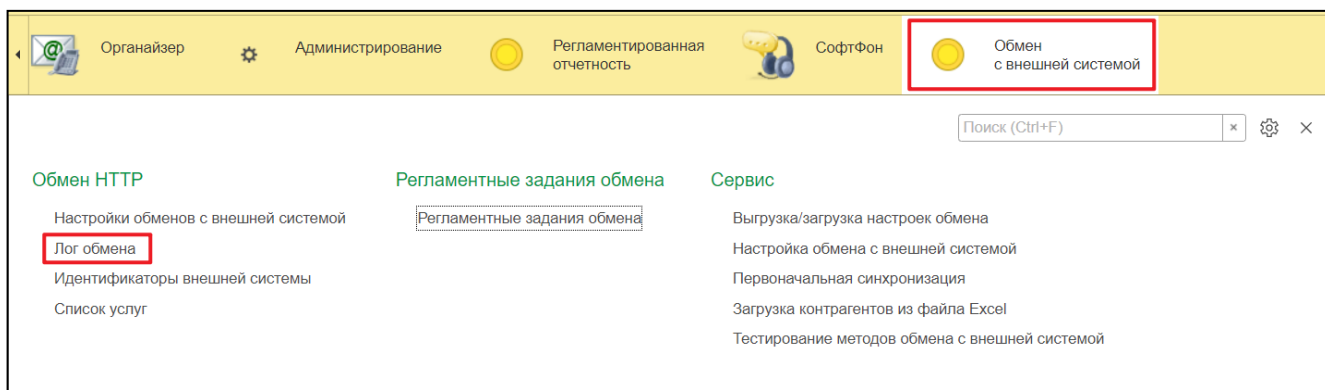 Органайзер
Администрирование
Регламентированная
отчетность
СофтФон
Обмен
с внешней системой
Поиск (Ctrl+F)
Обмен HTTP
Настройки обменов с внешней системой
Лог обмена
Идентификаторы внешней системы
Список услуг
Регламентные задания обмена
Регламентные задания обмена
Сервис
Выгрузка/загрузка настроек обмена
Настройка обмена с внешней системой
Первоначальная синхронизация
Загрузка контрагентов из файла Excel
Тестирование методов обмена с внешней системой